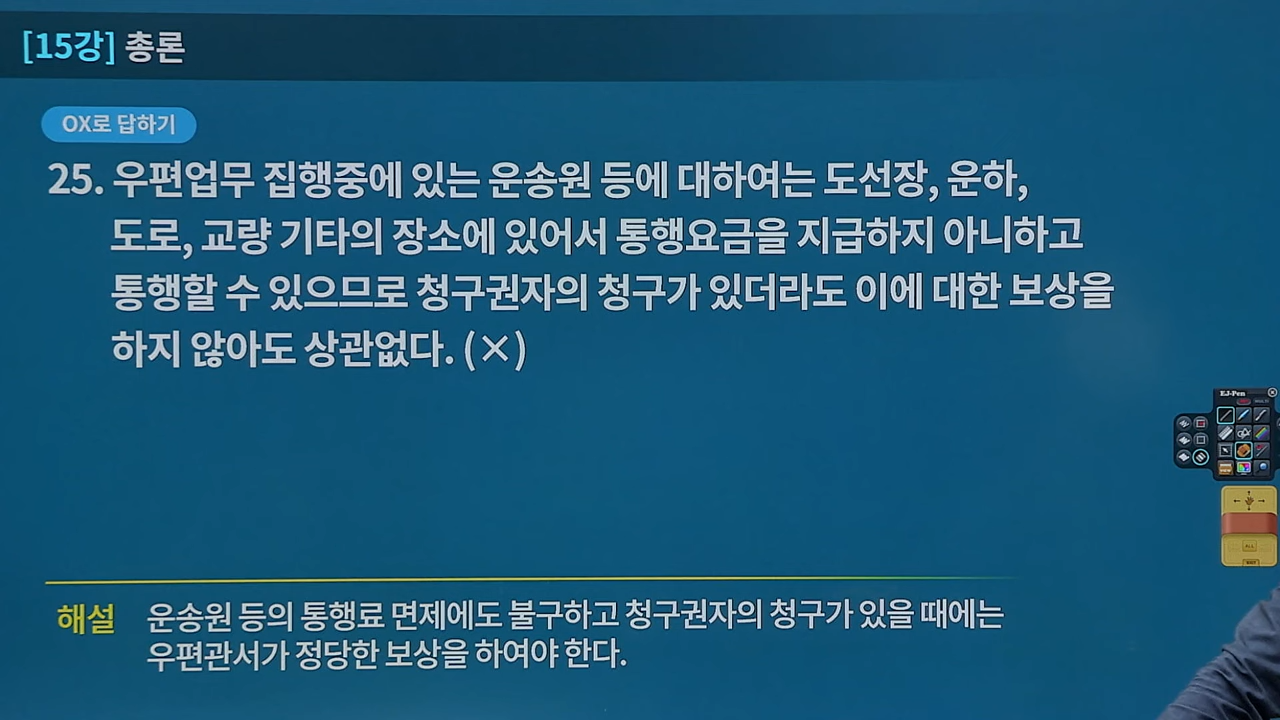 [15강] 총론
OX로 답하기
25. 우편업무 집행중에 있는 운송원 등에 대하여는 도선장, 운하,
도로, 교량 기타의 장소에 있어서 통행요금을 지급하지 아니하고
통행할 수 있으므로 청구권자의 청구가 있더라도 이에 대한 보상을
하지 않아도 상관없다. (×)
EJ-Pen
ALL
EXIT
해설 운송원 등의 통행료 면제에도 불구하고 청구권자의 청구가 있을 때에는
우편관서가 정당한 보상을 하여야 한다.